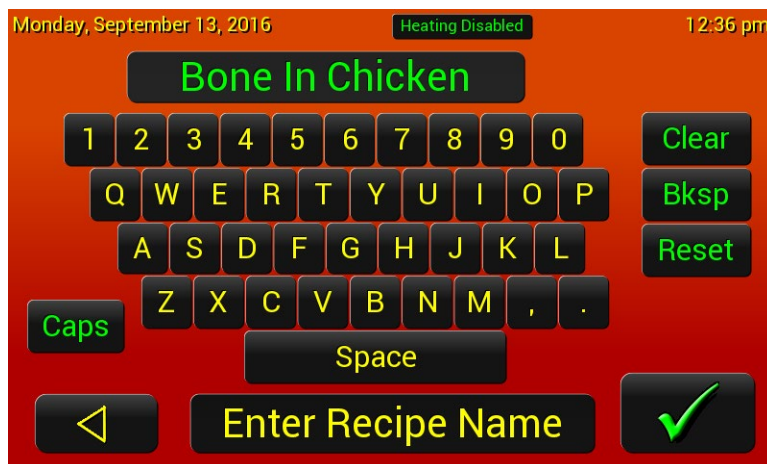 Monday, September 13, 2016 Heating Disabled 12:36 pm
Bone In Chicken
1 2 3 4 5 6 7 8 9 0 Clear
Q W E R T Y U I O P Bksp
A S D F G H J K L Reset
Z X C V B N M , .
Caps
Space
Enter Recipe Name